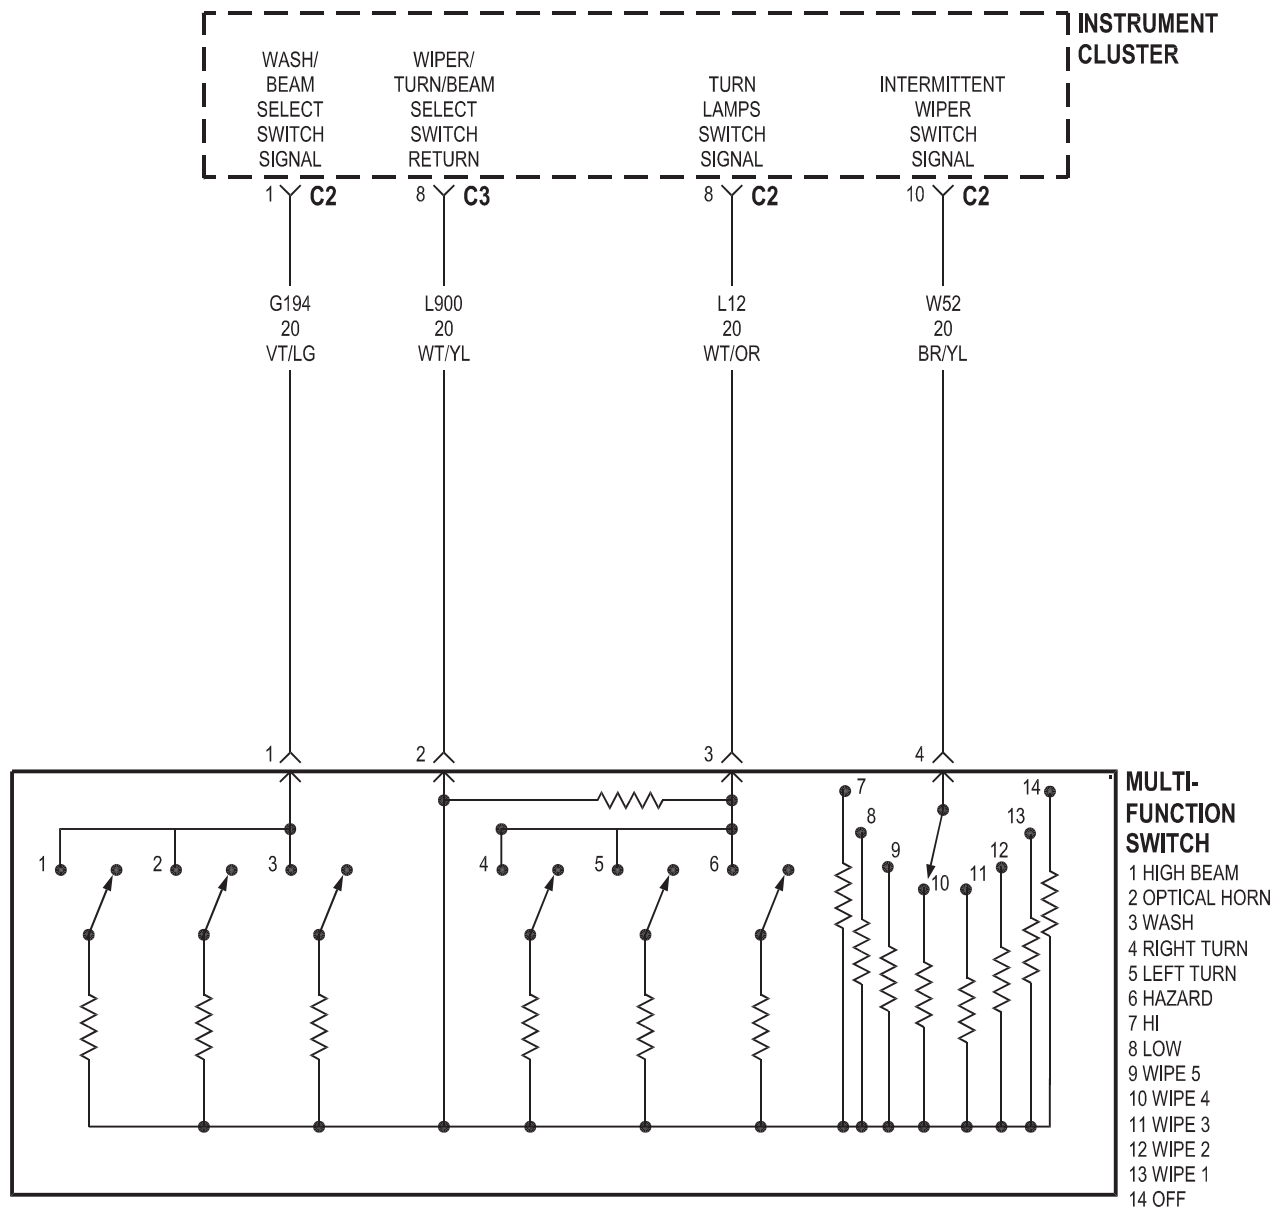 INSTRUMENT
CLUSTER
WASH/
BEAM
SELECT
SWITCH
SIGNAL
WIPER/
TURN/BEAM
SELECT
SWITCH
RETURN
TURN
LAMPS
SWITCH
SIGNAL
INTERMITTENT
WIPER
SWITCH
SIGNAL
1 C2
8 C3
8 C2
10 C2
G194
20
VT/LG
L900
20
WT/YL
L12
20
WT/OR
W52
20
BR/YL
1
2
3
4
MULTI-
FUNCTION
SWITCH
1
2
3
4
5
6
7
8
9
10
11
12
13
14
1 HIGH BEAM
2 OPTICAL HORN
3 WASH
4 RIGHT TURN
5 LEFT TURN
6 HAZARD
7 HI
8 LOW
9 WIPE 5
10 WIPE 4
11 WIPE 3
12 WIPE 2
13 WIPE 1
14 OFF